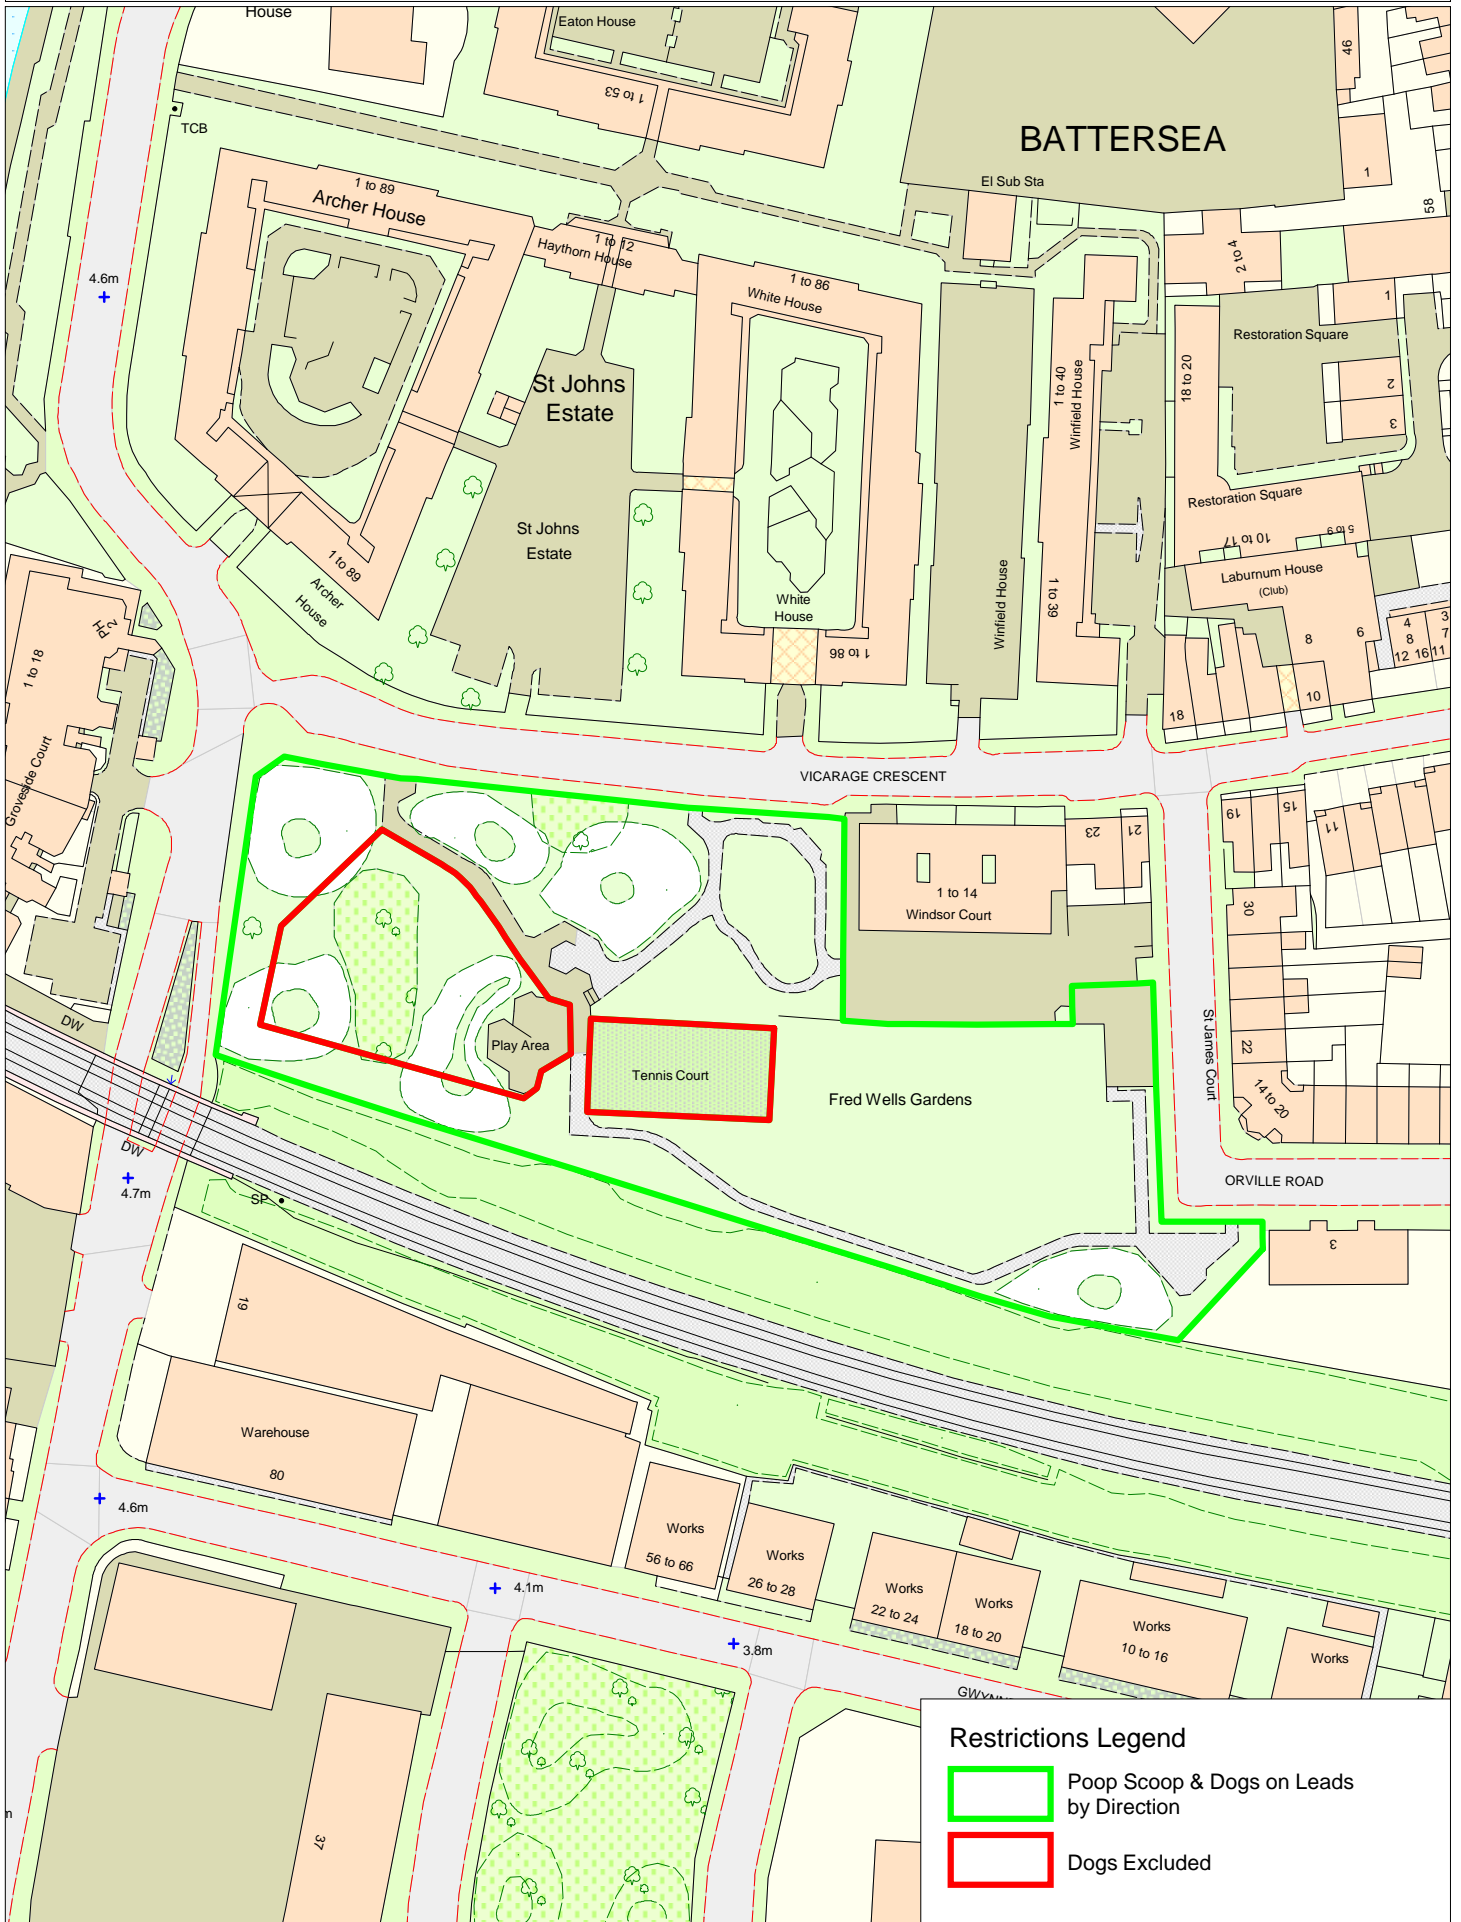 House
Eaton House
1 to 53
46
BATTERSEA
TCB
El Sub Sta
1
58
1 to 89
Archer House
1 to 12
Haythorn House
2 to 4
4.6m
1 to 86
White House
1
Restoration Square
St Johns
Estate
1 to 40
Winfield House
18 to 20
2
3
Restoration Square
St Johns
Estate
10 to 17
5 to 9
1 to 89
Archer
House
White
House
Winfield House
1 to 39
Laburnum House
(Club)
PH
2
1 to 18
1 to 86
8
6
4
3
8
7
12
16
11
10
18
Groveside Court
VICARAGE CRESCENT
23
21
19
15
11
1 to 14
Windsor Court
30
DW
Play Area
Tennis Court
Fred Wells Gardens
St James Court
22
14 to 20
DW
4.7m
SP
ORVILLE ROAD
3
19
Warehouse
80
4.6m
Works
56 to 66
Works
26 to 28
4.1m
Works
22 to 24
Works
18 to 20
Works
10 to 16
Works
3.8m
37
Restrictions Legend
Poop Scoop & Dogs on Leads
by Direction
Dogs Excluded